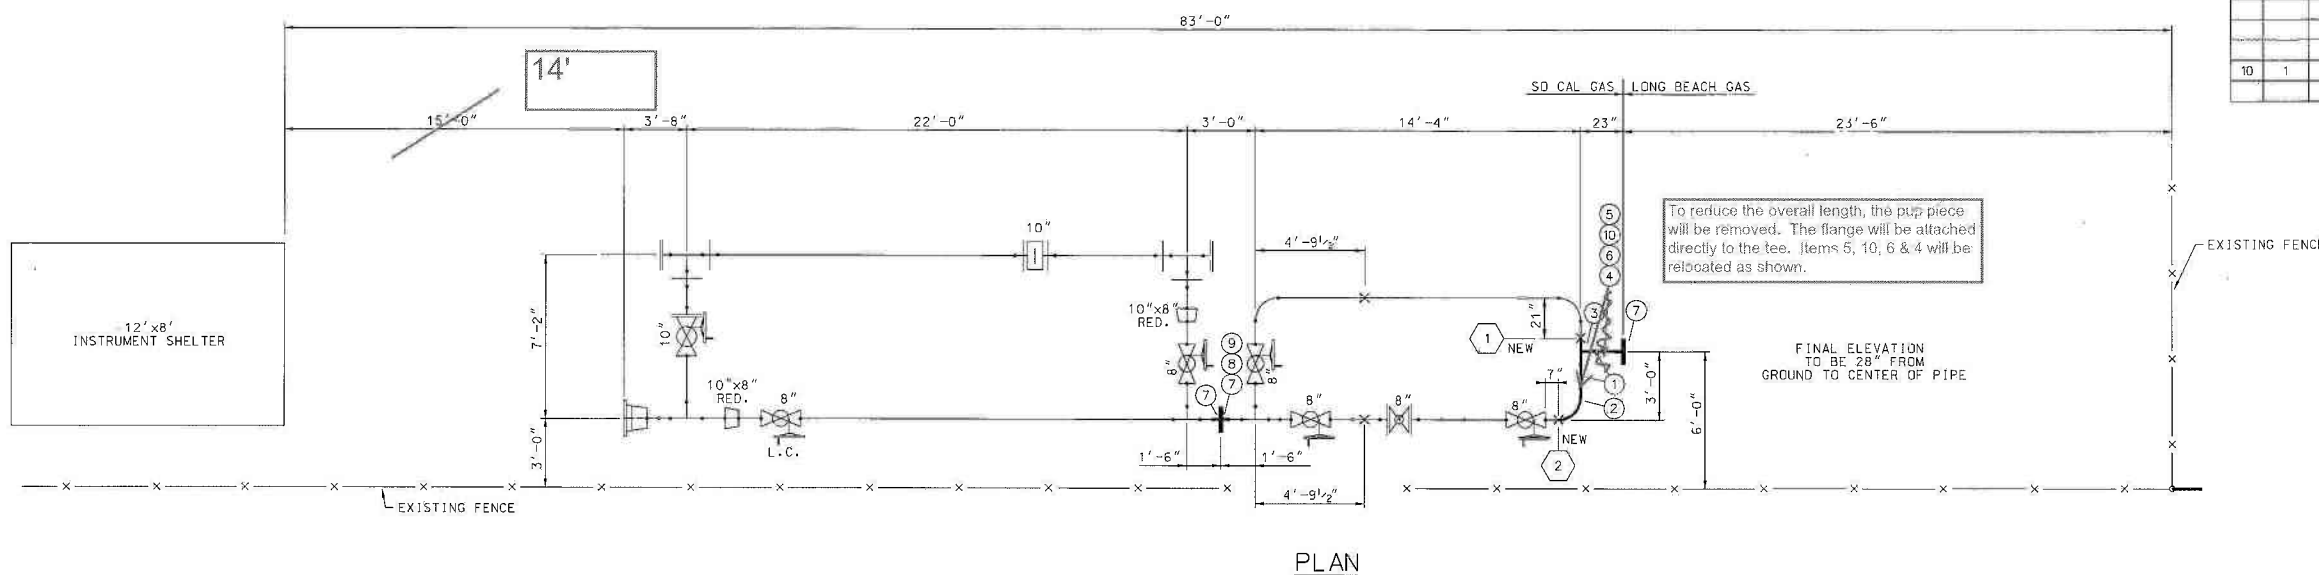 83'-0"
14'
SO CAL GAS
LONG BEACH GAS
10 1
15'-0"
3'-8"
22'-0"
3'-0"
14'-4"
23"
23'-6"
To reduce the overall length, the pup piece
will be removed. The flange will be attached
directly to the tee. Items 5, 10, 6 & 4 will be
relocated as shown.
5
10
6
4
10"
4'-9½"
EXISTING FENCE
12'x8'
INSTRUMENT SHELTER
7'-2"
10"
10"x8"
RED.
8"
9
8
7
8"
21"
1
NEW
3
7
FINAL ELEVATION
TO BE 28" FROM
GROUND TO CENTER OF PIPE
10"x8"
RED.
8"
L.C.
7
8"
8"
8"
7"
1
2
3'-0"
6'-0"
NEW
2
3'-0"
1'-6"
1'-6"
4'-9½"
EXISTING FENCE
PLAN